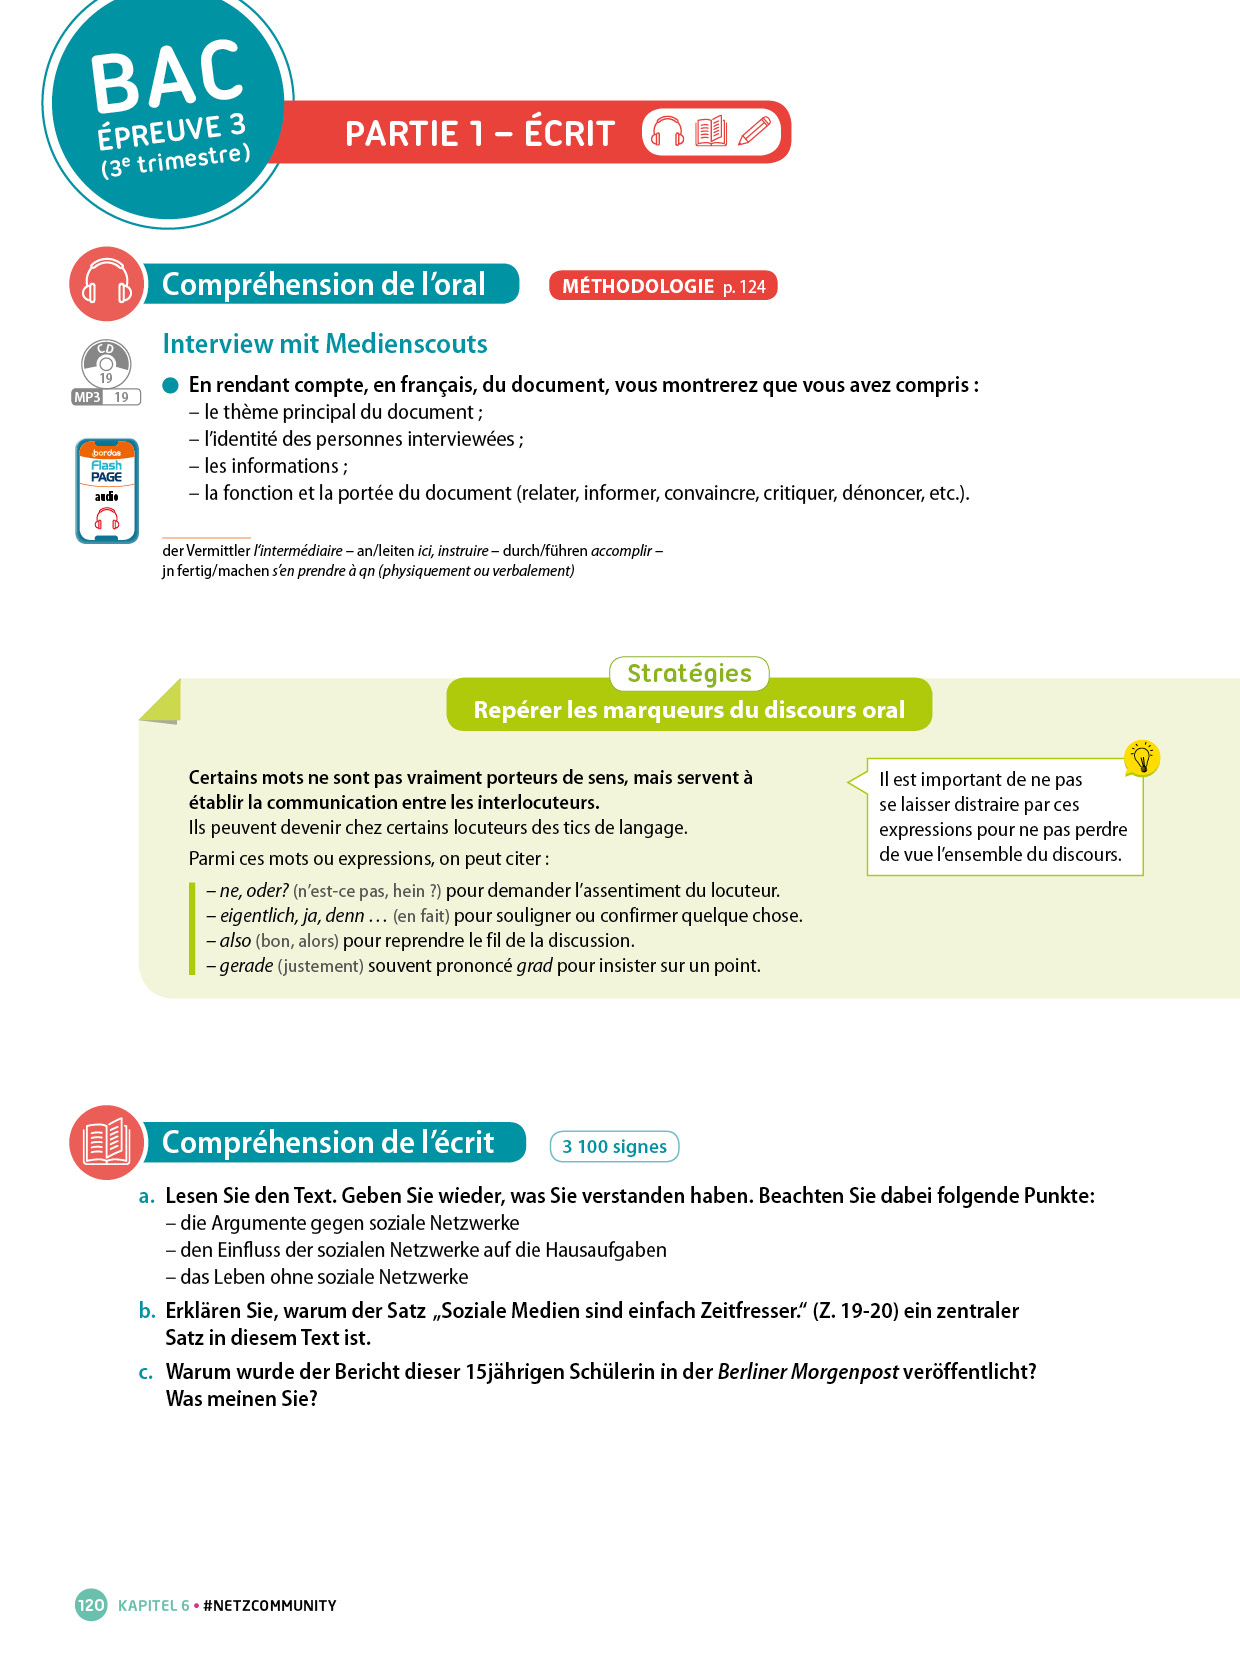 BAC
ÉPREUVE 3
(3e trimestre)
PARTIE 1 – ÉCRIT
Compréhension de l’oral
MÉTHODOLOGIE p. 124
CD
19
MP3 19
bordas
Flash
PAGE
audio
Interview mit Medienscouts
En rendant compte, en français, du document, vous montrerez que vous avez compris :
– le thème principal du document ;
– l’identité des personnes interviewées ;
– les informations ;
– la fonction et la portée du document (relater, informer, convaincre, critiquer, dénoncer, etc.).
der Vermittler l’intermédiaire – an/leiten ici, instruire – durch/führen accomplir –
jn fertig/machen s’en prendre à qn (physiquement ou verbalement)
Stratégies
Repérer les marqueurs du discours oral
Certains mots ne sont pas vraiment porteurs de sens, mais servent à
établir la communication entre les interlocuteurs.
Ils peuvent devenir chez certains locuteurs des tics de langage.
Parmi ces mots ou expressions, on peut citer :
– ne, oder? (n’est-ce pas, hein ?) pour demander l’assentiment du locuteur.
– eigentlich, ja, denn … (en fait) pour souligner ou confirmer quelque chose.
– also (bon, alors) pour reprendre le fil de la discussion.
– gerade (justement) souvent prononcé grad pour insister sur un point.
Il est important de ne pas
se laisser distraire par ces
expressions pour ne pas perdre
de vue l’ensemble du discours.
Compréhension de l’écrit
3 100 signes
a. Lesen Sie den Text. Geben Sie wieder, was Sie verstanden haben. Beachten Sie dabei folgende Punkte:
– die Argumente gegen soziale Netzwerke
– den Einfluss der sozialen Netzwerke auf die Hausaufgaben
– das Leben ohne soziale Netzwerke
b. Erklären Sie, warum der Satz „Soziale Medien sind einfach Zeitfresser.“ (Z. 19-20) ein zentraler
Satz in diesem Text ist.
c. Warum wurde der Bericht dieser 15jährigen Schülerin in der Berliner Morgenpost veröffentlicht?
Was meinen Sie?
120 KAPITEL 6 • #NETZCOMMUNITY